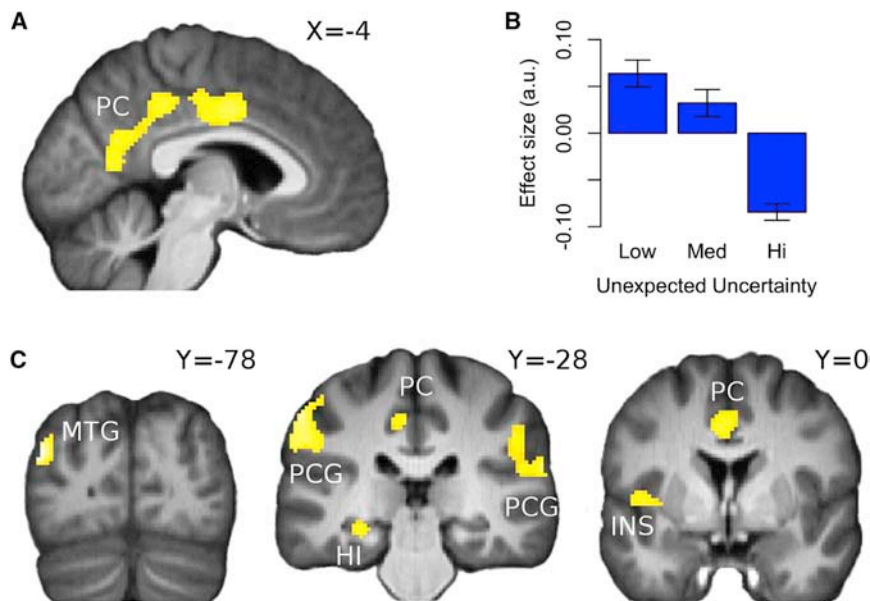 A
X=-4
PC
B
Effect size (a.u.)
0.10
0.00
-0.10
Low Med Hi
Unexpected Uncertainty
C
Y=-78
MTG
Y=-28
PC
PCG
PCG
HI
Y=0
PC
INS